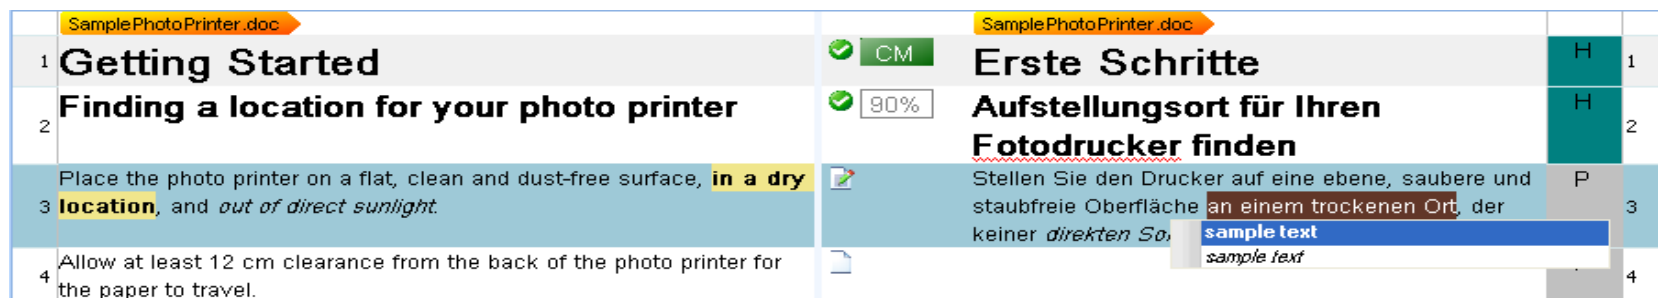 SamplePhotoPrinter.doc
SamplePhotoPrinter.doc
1 Getting Started CM Erste Schritte H 1
2 Finding a location for your photo printer 90% Aufstellungsort für Ihren H 2
Fotodrucker finden
Place the photo printer on a flat, clean and dust-free surface, in a dry Stellen Sie den Drucker auf eine ebene, saubere und P
3 location, and out of direct sunlight. staubfreie Oberfläche an einem trockenen Ort, der 3
keiner direkten
sample text
sample text
4 Allow at least 12 cm clearance from the back of the photo printer for 4
the paper to travel.